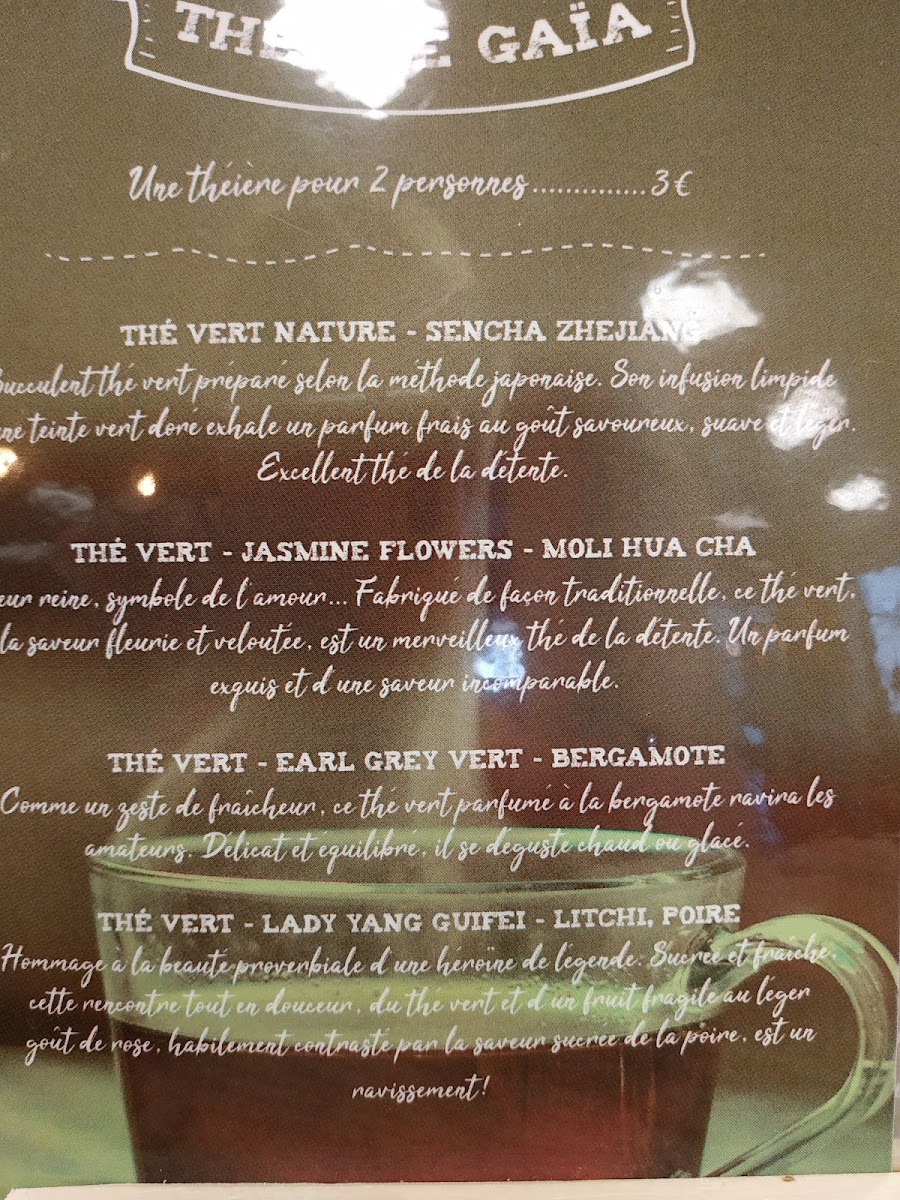 GAÏA
Une théière pour 2 personnes..............3€
THÉ VERT NATURE - SENCHA ZHEJIANG
Succulent thé vert préparé selon la méthode japonaise. Son infusion limpide
teinte vert doré exhale un parfum frais au goût savoureux, suave et léger.
Excellent thé de la détente.
THÉ VERT - JASMINE FLOWERS - MOLI HUA CHA
reine, symbole de l'amour... Fabriqué de façon traditionnelle, ce thé vert,
la saveur fleurie et veloutée, est un merveilleux thé de la détente. Un parfum
exquis et d'une saveur incomparable.
THÉ VERT - EARL GREY VERT - BERGAMOTE
Comme un zeste de fraîcheur, ce thé vert parfumé à la bergamote ravira les
amateurs. Délicat et équilibré, il se déguste chaud ou glacé.
THÉ VERT - LADY YANG GUIFEI - LITCHI, POIRE
Hommage à la beauté proverbiale d'une héroïne de légende. Sucrée et fraîche,
cette rencontre tout en douceur, du thé vert et d'un fruit fragile au léger
goût de rose, habilement contrasté par la saveur sucrée de la poire, est un
ravissement!